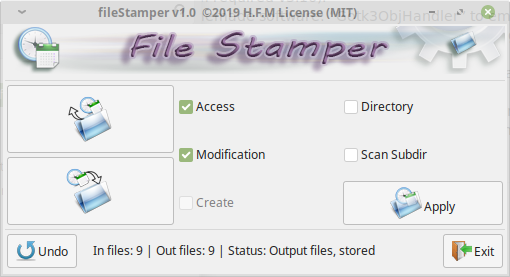 fileStamper v1.0 ©2019 H.F.M License (MIT)
File Stamper
Access
Directory
Modification
Scan Subdir
Create
Apply
Undo
In files: 9 | Out files: 9 | Status: Output files, stored
Exit